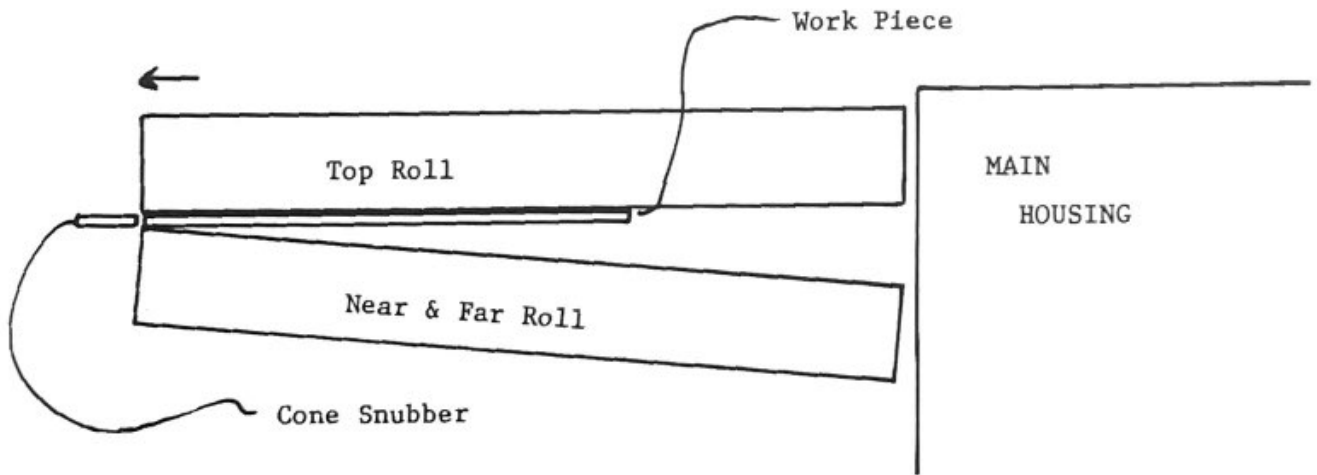 Work Piece
Top Roll
MAIN
HOUSING
Near & Far Roll
Cone Snubber